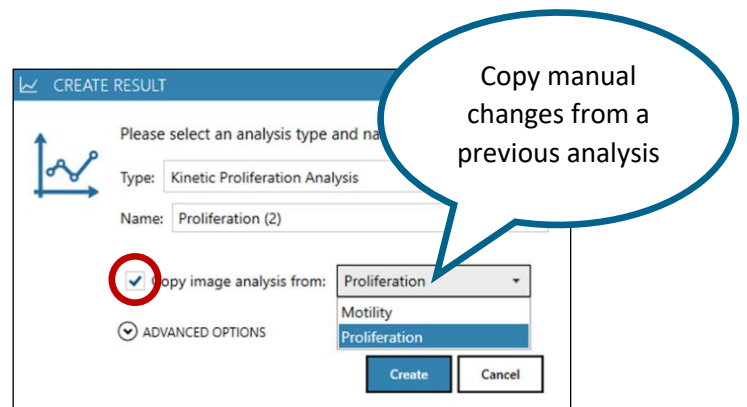 CREATE RESULT
Copy manual
changes from a
previous analysis
Please select an analysis type and na
Type: Kinetic Proliferation Analysis
Name: Proliferation (2)
opy image analysis from: Proliferation
Motility
Proliferation
ADVANCED OPTIONS
Create Cancel